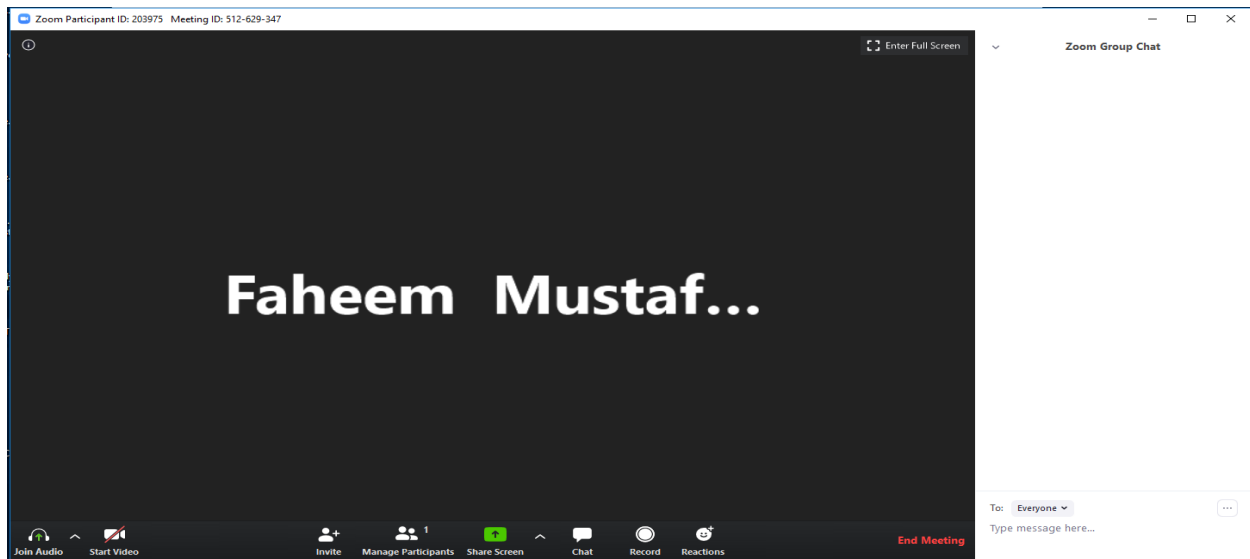 Zoom Participant ID: 203975 Meeting ID: 512-629-347
Enter Full Screen
Zoom Group Chat
Faheem Mustaf...
To: Everyone
Type message here...
1
Join Audio Start Video Invite Manage Participants Share Screen Chat Record Reactions End Meeting